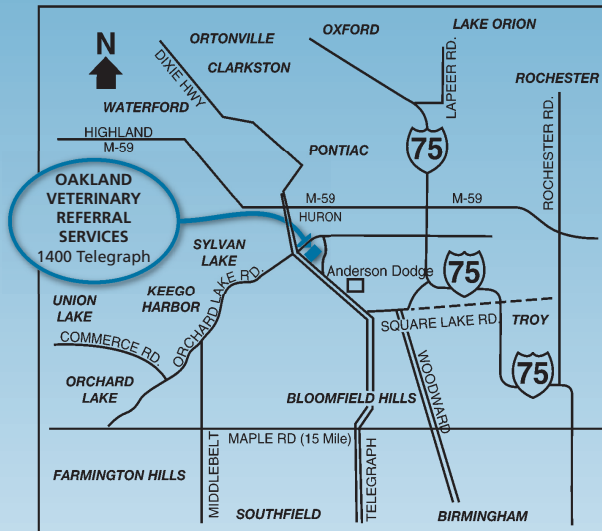 LAKE ORION
OXFORD
ORTONVILLE
N
DIXIE HWY
CLARKSTON
LAPEER RD.
ROCHESTER
WATERFORD
ROCHESTER RD.
HIGHLAND
M-59
PONTIAC
75
OAKLAND
VETERINARY
REFERRAL
SERVICES
1400 Telegraph
M-59
M-59
HURON
SYLVAN
LAKE
Anderson Dodge
75
KEEGO
HARBOR
ORCHARD LAKE RD.
UNION
LAKE
SQUARE LAKE RD.
TROY
COMMERCE RD.
WOODWARD
75
ORCHARD
LAKE
BLOOMFIELD HILLS
MAPLE RD (15 Mile)
MIDDLEBELT
TELEGRAPH
FARMINGTON HILLS
SOUTHFIELD
BIRMINGHAM